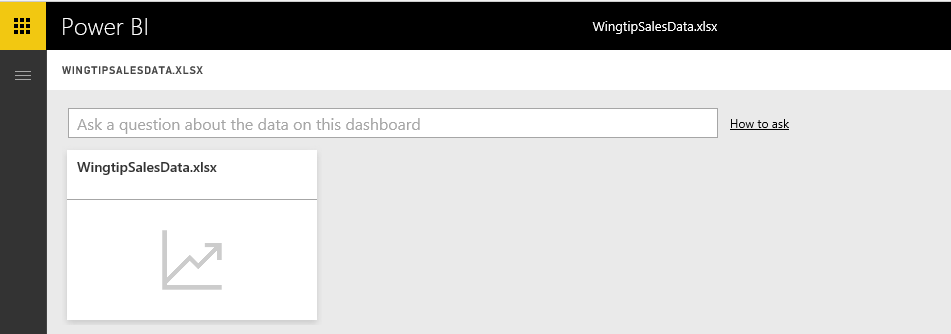 Power BI
WingtipSalesData.xlsx
WINGTIPSALESDATA.XLSX
Ask a question about the data on this dashboard
How to ask
WingtipSalesData.xlsx